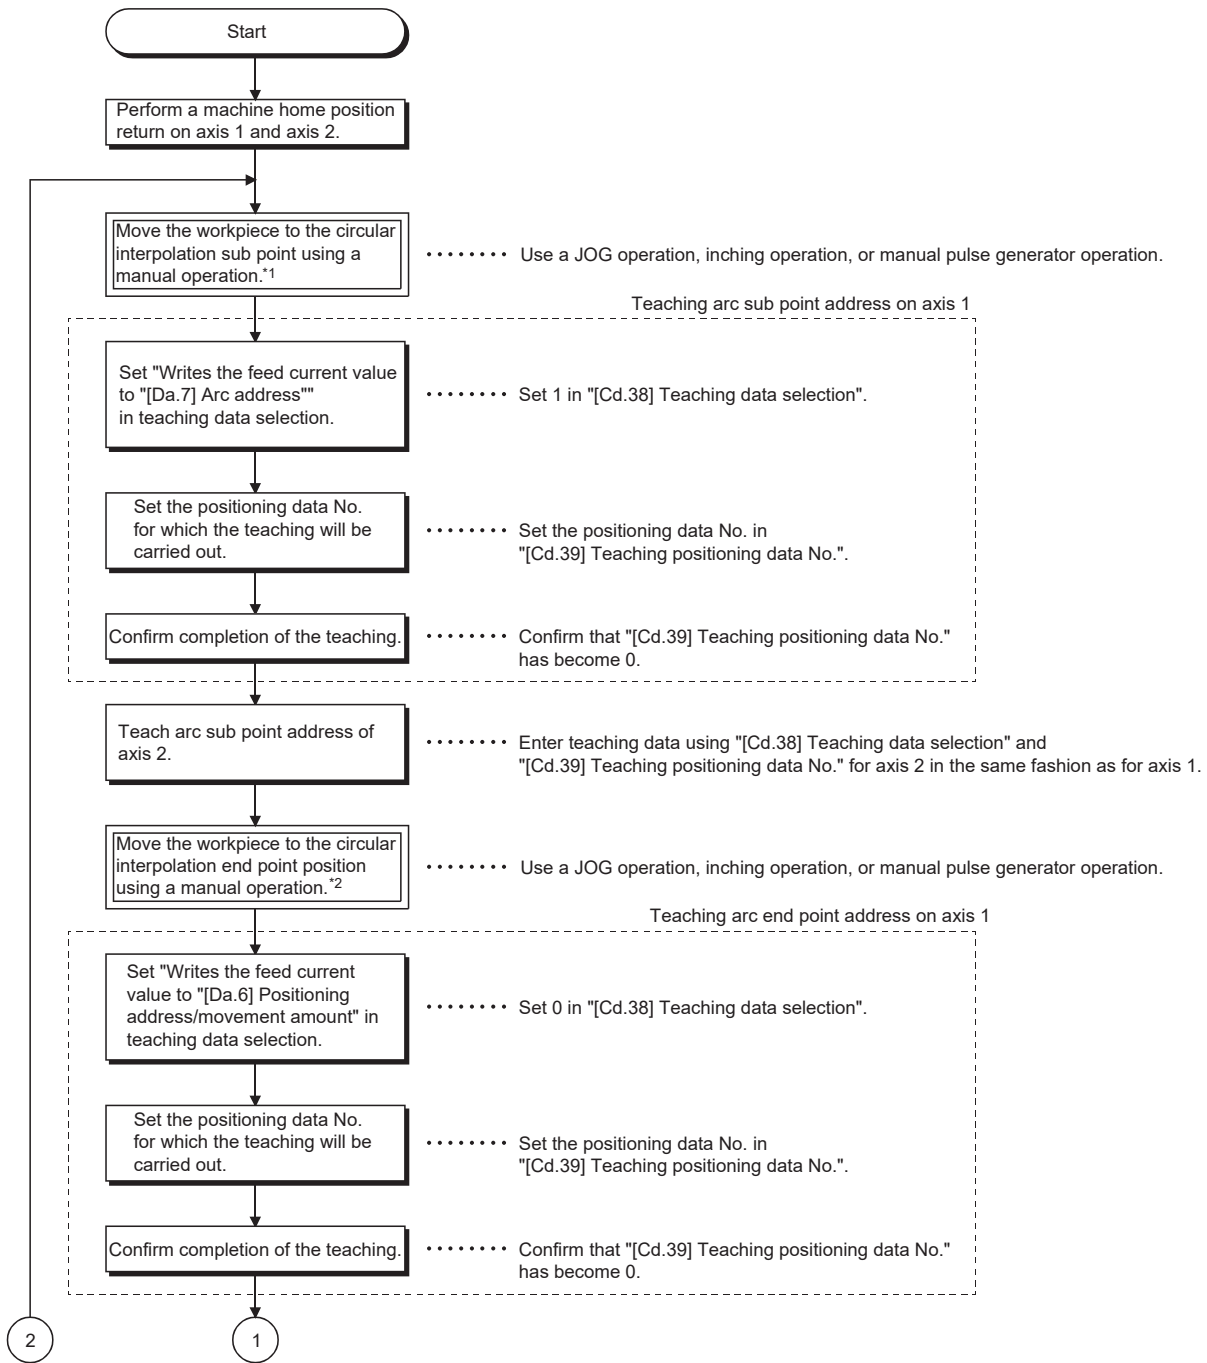 Start
Perform a machine home position
return on axis 1 and axis 2.
Move the workpiece to the circular
interpolation sub point using a
manual operation.*1
Use a JOG operation, inching operation, or manual pulse generator operation.
Teaching arc sub point address on axis 1
Set "Writes the feed current value
to "[Da.7] Arc address""
in teaching data selection.
Set 1 in "[Cd.38] Teaching data selection".
Set the positioning data No.
for which the teaching will be
carried out.
Set the positioning data No. in
"[Cd.39] Teaching positioning data No.".
Confirm completion of the teaching.
Confirm that "[Cd.39] Teaching positioning data No."
has become 0.
Teach arc sub point address of
axis 2.
Enter teaching data using "[Cd.38] Teaching data selection" and
"[Cd.39] Teaching positioning data No." for axis 2 in the same fashion as for axis 1.
Move the workpiece to the circular
interpolation end point position
using a manual operation.*2
Use a JOG operation, inching operation, or manual pulse generator operation.
Teaching arc end point address on axis 1
Set "Writes the feed current
value to "[Da.6] Positioning
address/movement amount" in
teaching data selection.
Set 0 in "[Cd.38] Teaching data selection".
Set the positioning data No.
for which the teaching will be
carried out.
Set the positioning data No. in
"[Cd.39] Teaching positioning data No.".
Confirm completion of the teaching.
Confirm that "[Cd.39] Teaching positioning data No."
has become 0.
2
1